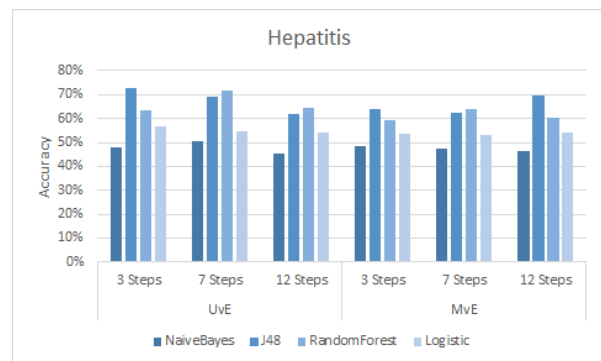 Hepatitis
80%
70%
60%
50%
40%
30%
20%
10%
0%
Accuracy
3 Steps 7 Steps 12 Steps 3 Steps 7 Steps 12 Steps
UvE MvE
NaiveBayes J48 RandomForest Logistic